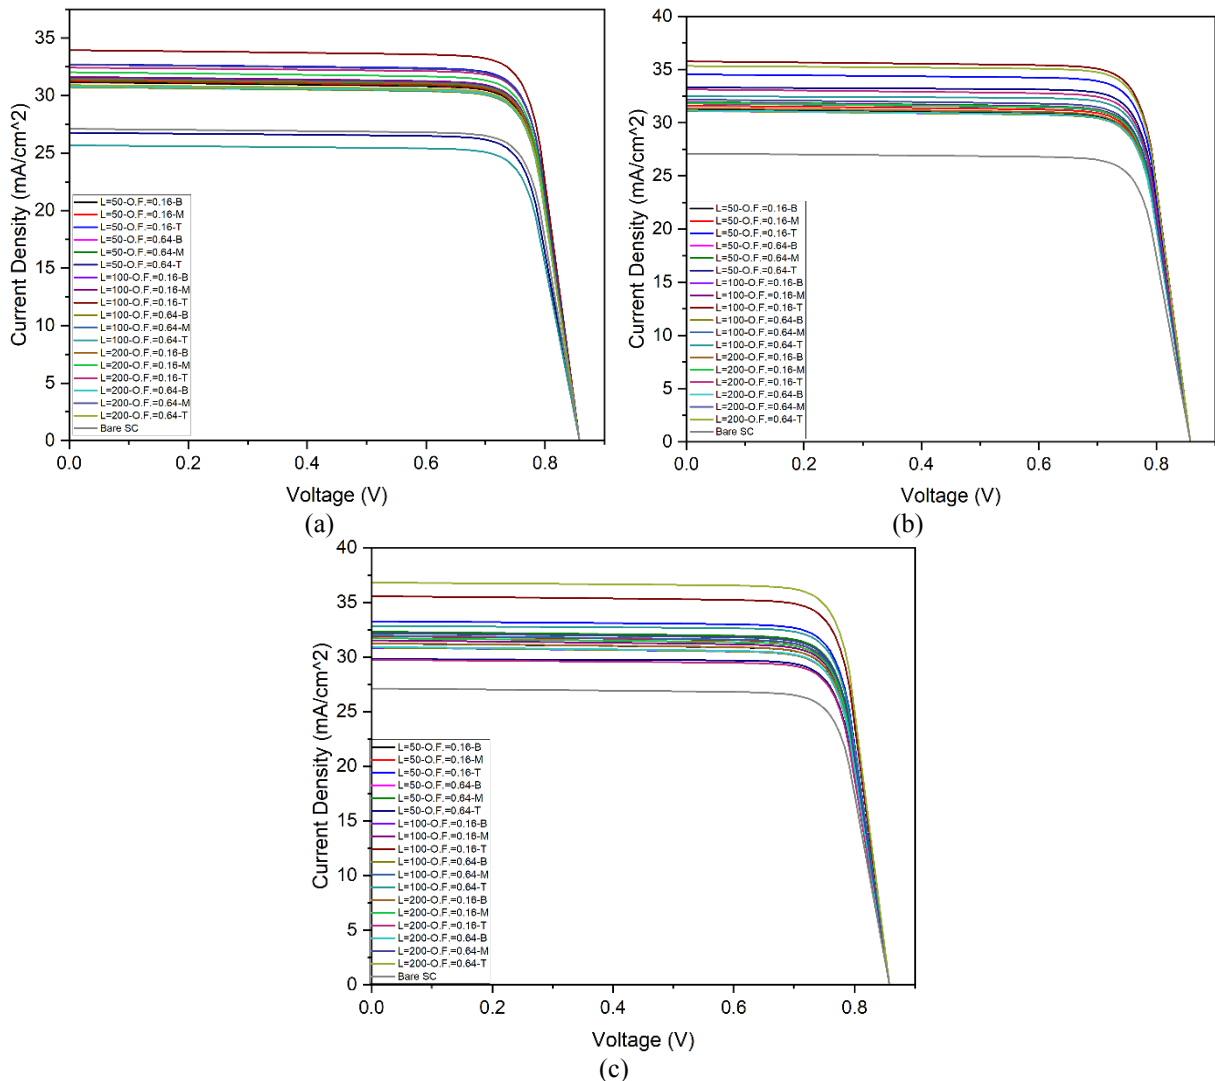 35
30
25
20
15
10
5
0
Current Density (mA/cm^2)
L=50-O.F.=0.16-B
L=50-O.F.=0.16-M
L=50-O.F.=0.16-T
L=50-O.F.=0.64-B
L=50-O.F.=0.64-M
L=50-O.F.=0.64-T
L=100-O.F.=0.16-B
L=100-O.F.=0.16-M
L=100-O.F.=0.16-T
L=100-O.F.=0.64-B
L=100-O.F.=0.64-M
L=100-O.F.=0.64-T
L=200-O.F.=0.16-B
L=200-O.F.=0.16-M
L=200-O.F.=0.16-T
L=200-O.F.=0.64-B
L=200-O.F.=0.64-M
L=200-O.F.=0.64-T
Bare SC
0.0 0.2 0.4 0.6 0.8
Voltage (V)
(a)
40
35
30
25
20
15
10
5
0
Current Density (mA/cm^2)
L=50-O.F.=0.16-B
L=50-O.F.=0.16-M
L=50-O.F.=0.16-T
L=50-O.F.=0.64-B
L=50-O.F.=0.64-M
L=50-O.F.=0.64-T
L=100-O.F.=0.16-B
L=100-O.F.=0.16-M
L=100-O.F.=0.16-T
L=100-O.F.=0.64-B
L=100-O.F.=0.64-M
L=100-O.F.=0.64-T
L=200-O.F.=0.16-B
L=200-O.F.=0.16-M
L=200-O.F.=0.16-T
L=200-O.F.=0.64-B
L=200-O.F.=0.64-M
L=200-O.F.=0.64-T
Bare SC
0.0 0.2 0.4 0.6 0.8
Voltage (V)
(b)
40
35
30
25
20
15
10
5
0
Current Density (mA/cm^2)
L=50-O.F.=0.16-B
L=50-O.F.=0.16-M
L=50-O.F.=0.16-T
L=50-O.F.=0.64-B
L=50-O.F.=0.64-M
L=50-O.F.=0.64-T
L=100-O.F.=0.16-B
L=100-O.F.=0.16-M
L=100-O.F.=0.16-T
L=100-O.F.=0.64-B
L=100-O.F.=0.64-M
L=100-O.F.=0.64-T
L=200-O.F.=0.16-B
L=200-O.F.=0.16-M
L=200-O.F.=0.16-T
L=200-O.F.=0.64-B
L=200-O.F.=0.64-M
L=200-O.F.=0.64-T
Bare SC
0.0 0.2 0.4 0.6 0.8
Voltage (V)
(c)